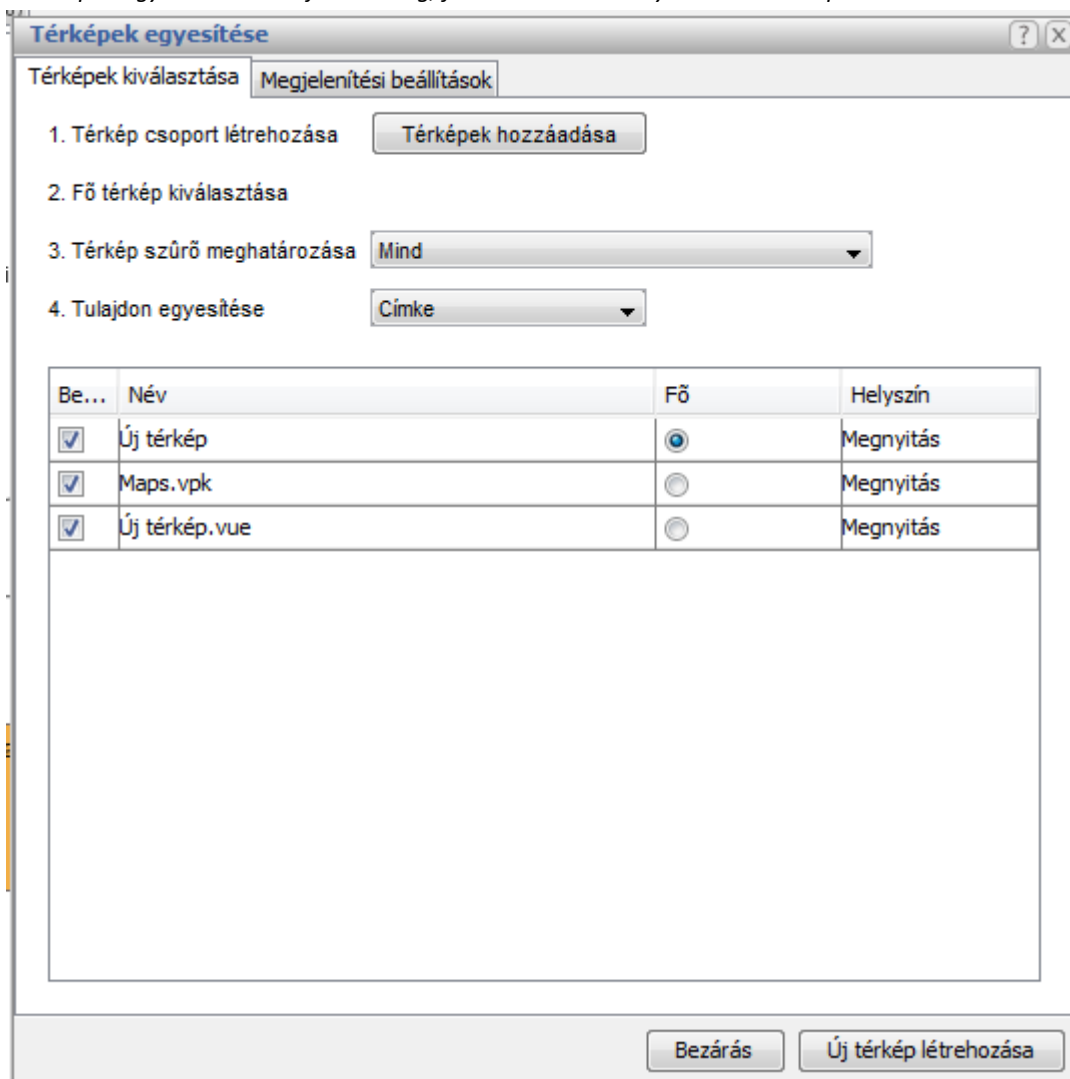 Térképek egyesítése
Térképek kiválasztása Megjelenítési beállítások
1. Térkép csoport létrehozása Térképek hozzáadása
2. Fõ térkép kiválasztása
3. Térkép szûrõ meghatározása Mind
4. Tulajdon egyesítése Címke
Be... Név Fõ Helyszín
Új térkép Megnyitás
Maps.vpk Megnyitás
Új térkép.vue Megnyitás
Bezárás Új térkép létrehozása